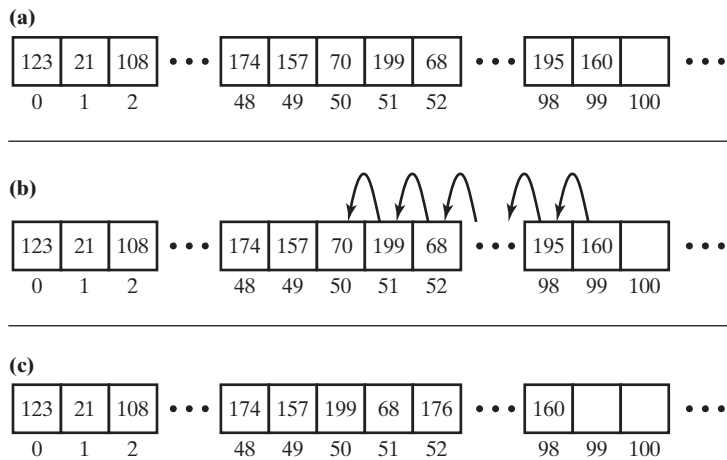 (a)
123 21 108 ••• 174 157 70 199 68 ••• 195 160 •••
0 1 2 48 49 50 51 52 98 99 100
(b)
123 21 108 ••• 174 157 70 199 68 ••• 195 160 •••
0 1 2 48 49 50 51 52 98 99 100
(c)
123 21 108 ••• 174 157 199 68 176 ••• 160 •••
0 1 2 48 49 50 51 52 98 99 100